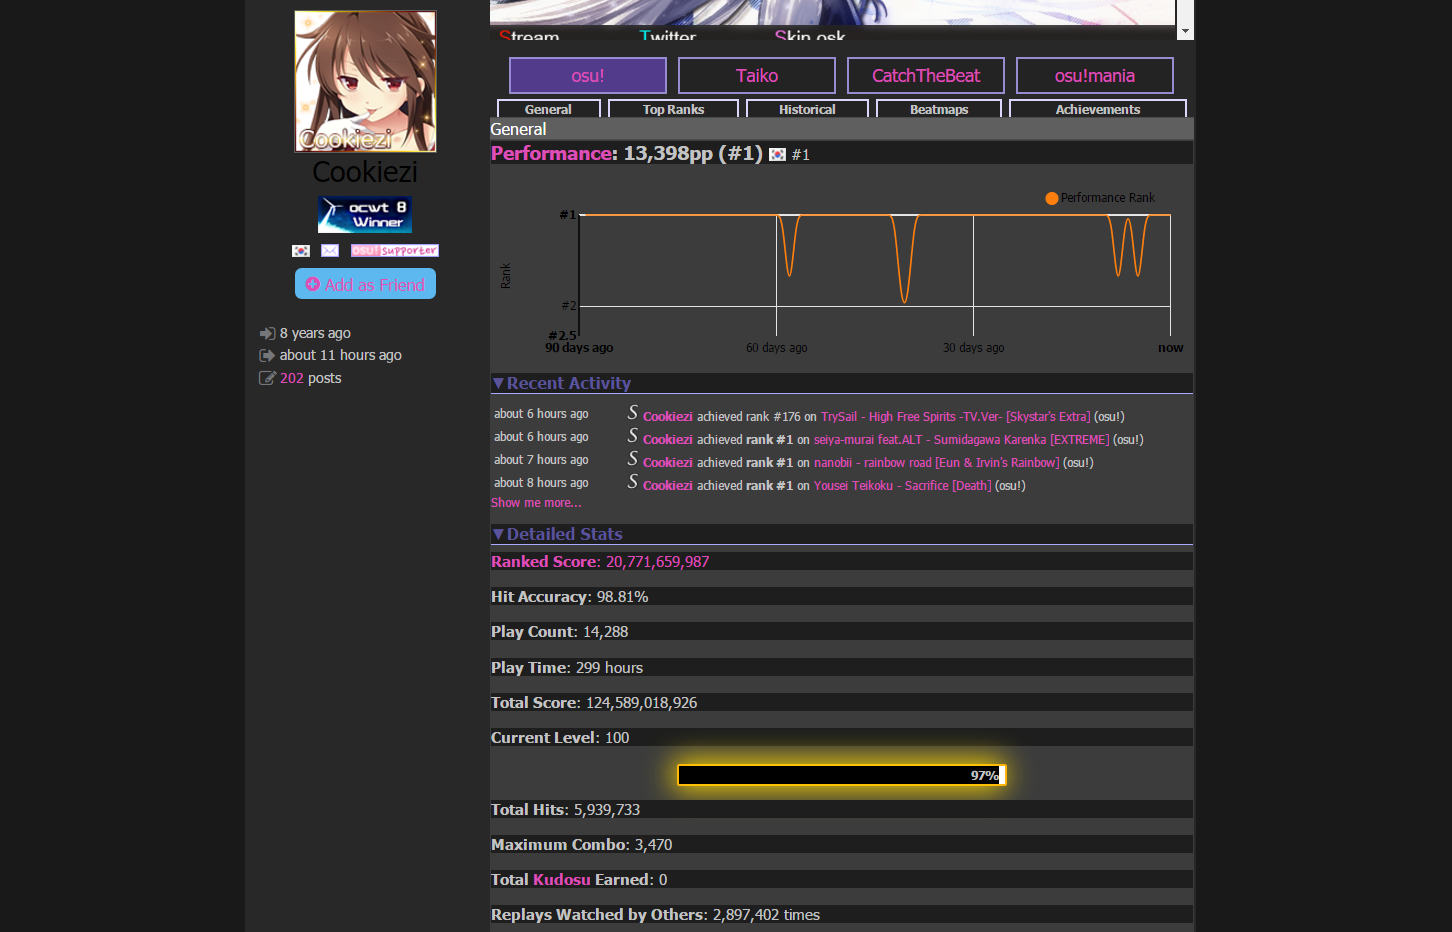 Cookiezi
Cookiezi
ocwt 8
Winner
osu!supporter
Add as Friend
8 years ago
about 11 hours ago
202 posts
Stream Twitter Skin.osk
osu! Taiko CatchTheBeat osu!mania
General Top Ranks Historical Beatmaps Achievements
General
Performance: 13,398pp (#1) #1
Performance Rank
#1
Rank
#2
#2.5
90 days ago 60 days ago 30 days ago now
▼Recent Activity
about 6 hours ago S Cookiezi achieved rank #176 on TrySail - High Free Spirits -TV.Ver- [Skystar's Extra] (osu!)
about 6 hours ago S Cookiezi achieved rank #1 on seiya-murai feat.ALT - Sumidagawa Karenka [EXTREME] (osu!)
about 7 hours ago S Cookiezi achieved rank #1 on nanobii - rainbow road [Eun & Irvin's Rainbow] (osu!)
about 8 hours ago S Cookiezi achieved rank #1 on Yousei Teikoku - Sacrifice [Death] (osu!)
Show me more...
▼Detailed Stats
Ranked Score: 20,771,659,987
Hit Accuracy: 98.81%
Play Count: 14,288
Play Time: 299 hours
Total Score: 124,589,018,926
Current Level: 100
97%
Total Hits: 5,939,733
Maximum Combo: 3,470
Total Kudosu Earned: 0
Replays Watched by Others: 2,897,402 times